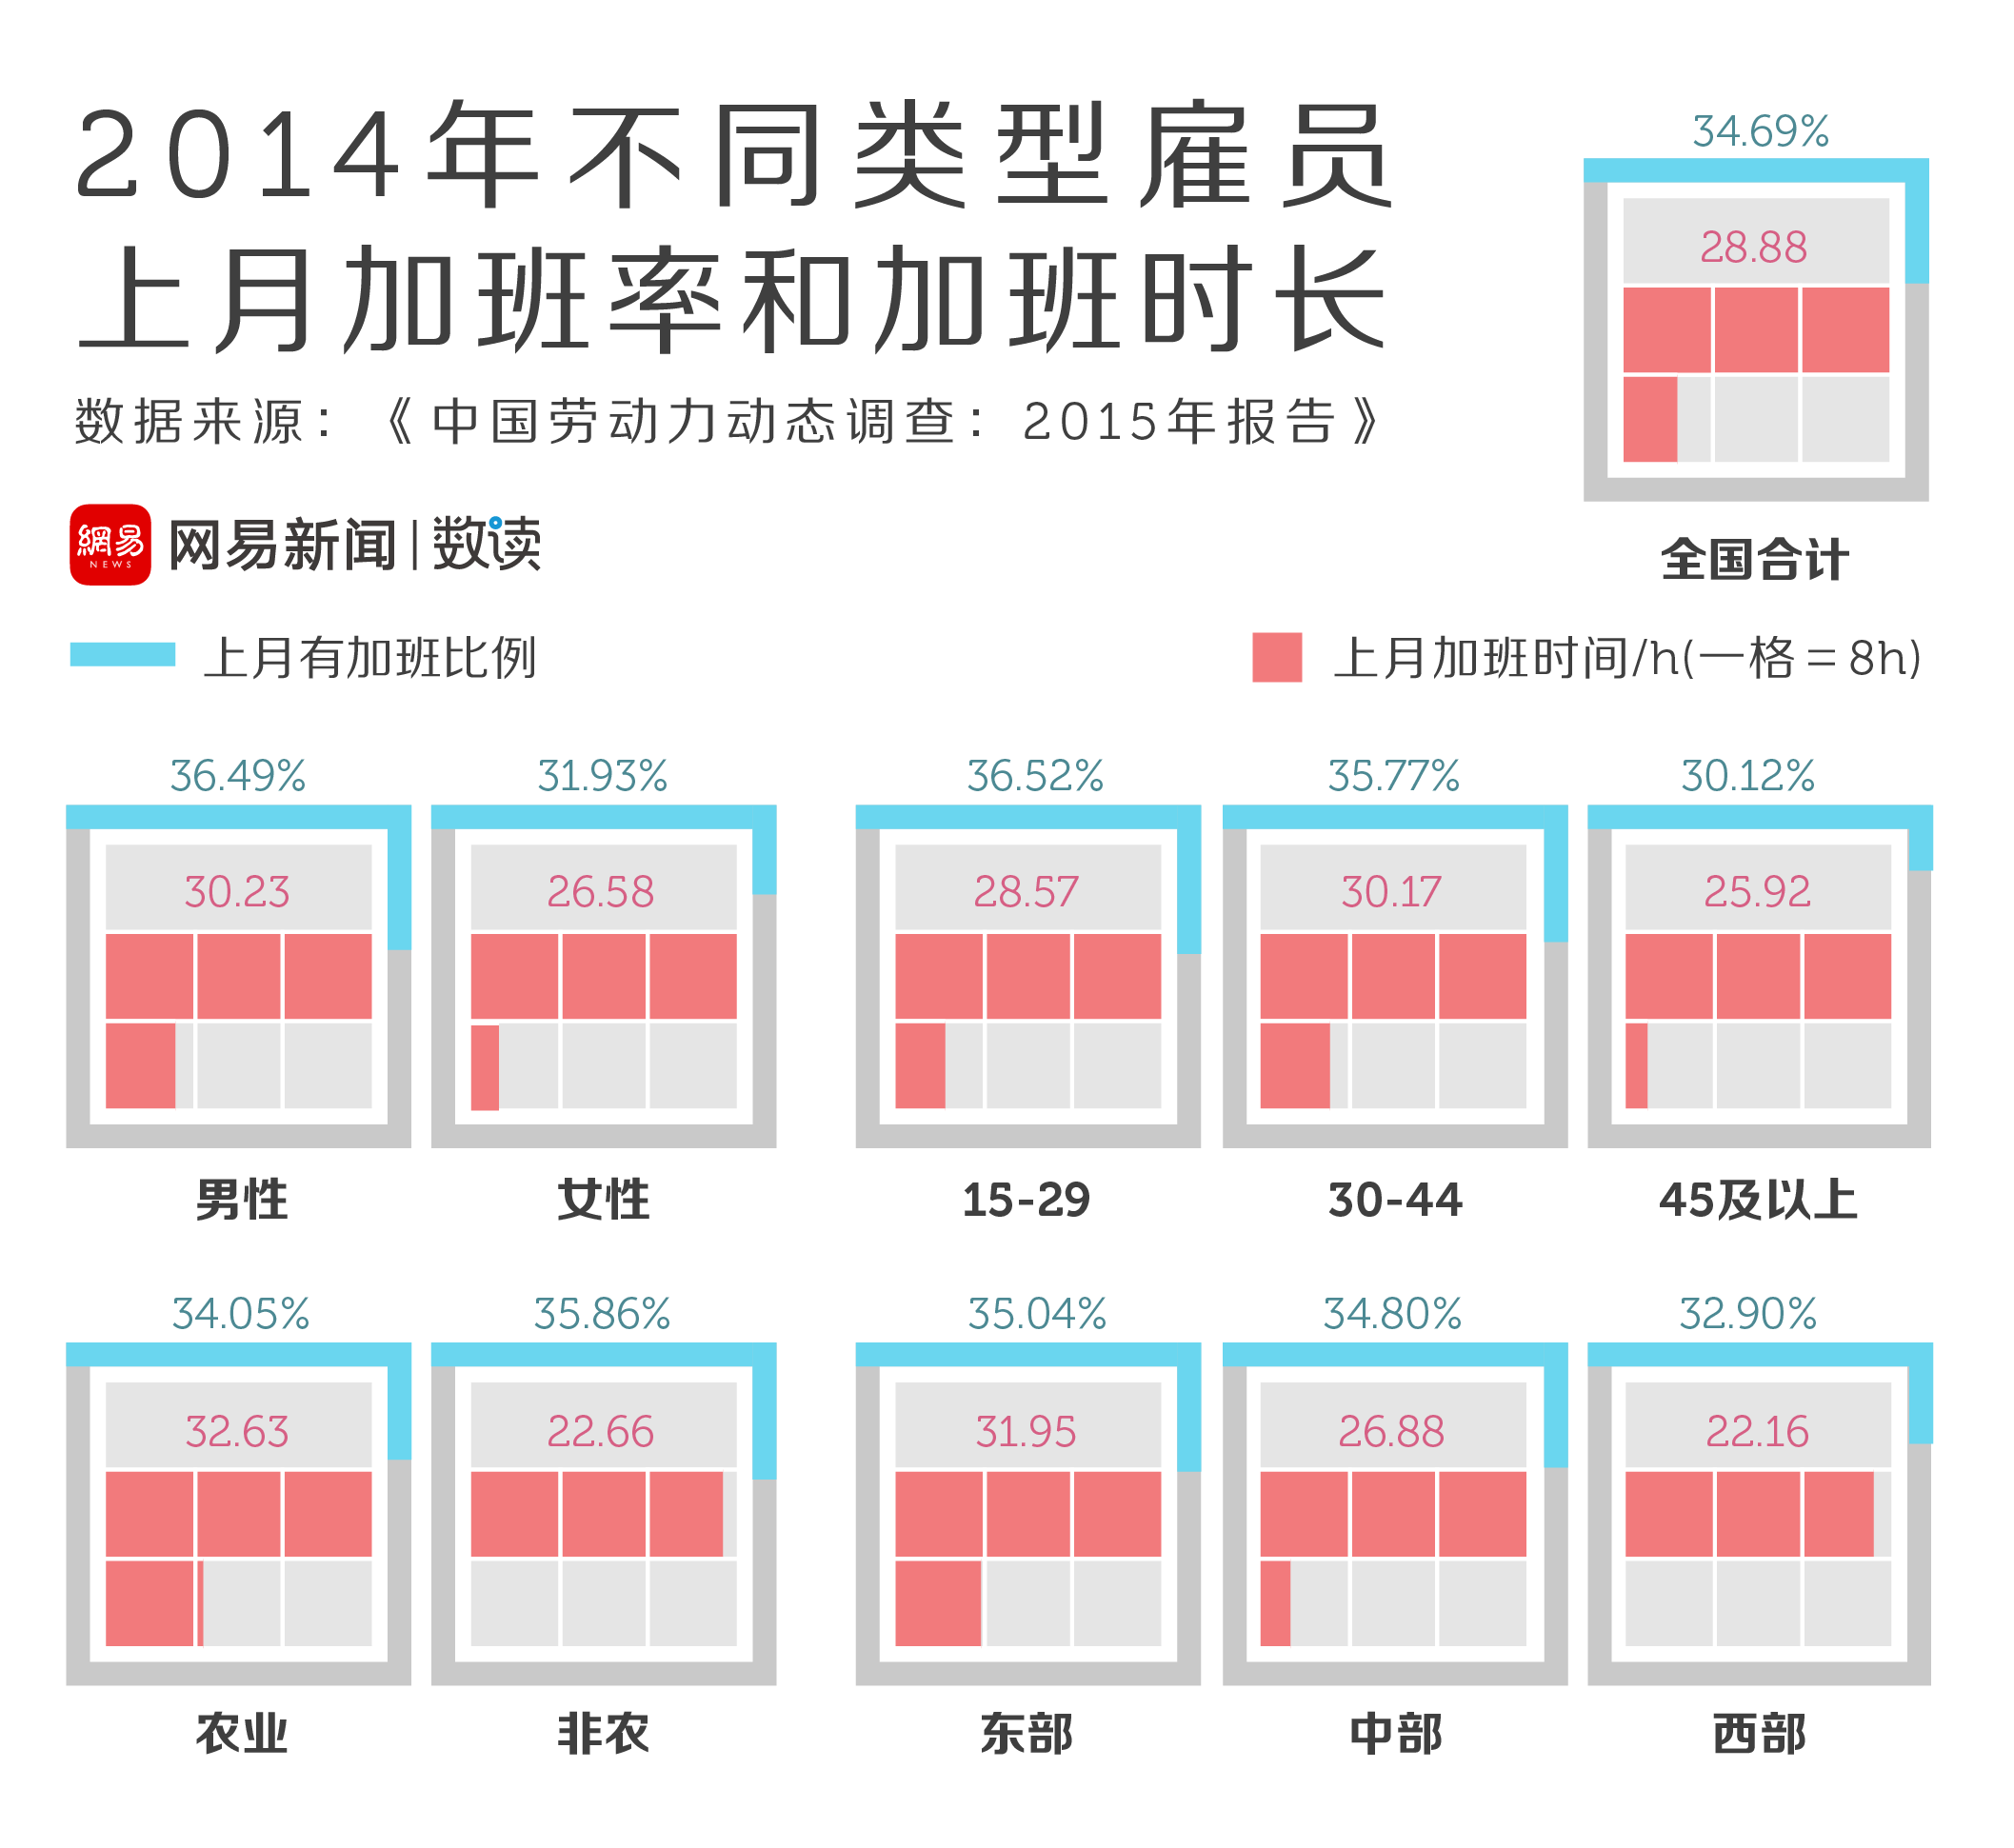 2014年不同类型雇员
上月加班率和加班时长
数据来源：《中国劳动力动态调查：2015年报告》
網易
NEWS
网易新闻|数读
34.69%
28.88
全国合计
上月有加班比例
上月加班时间/h(一格=8h)
36.49%
30.23
男性
31.93%
26.58
女性
36.52%
28.57
15-29
35.77%
30.17
30-44
30.12%
25.92
45及以上
34.05%
32.63
农业
35.86%
22.66
非农
35.04%
31.95
东部
34.80%
26.88
中部
32.90%
22.16
西部